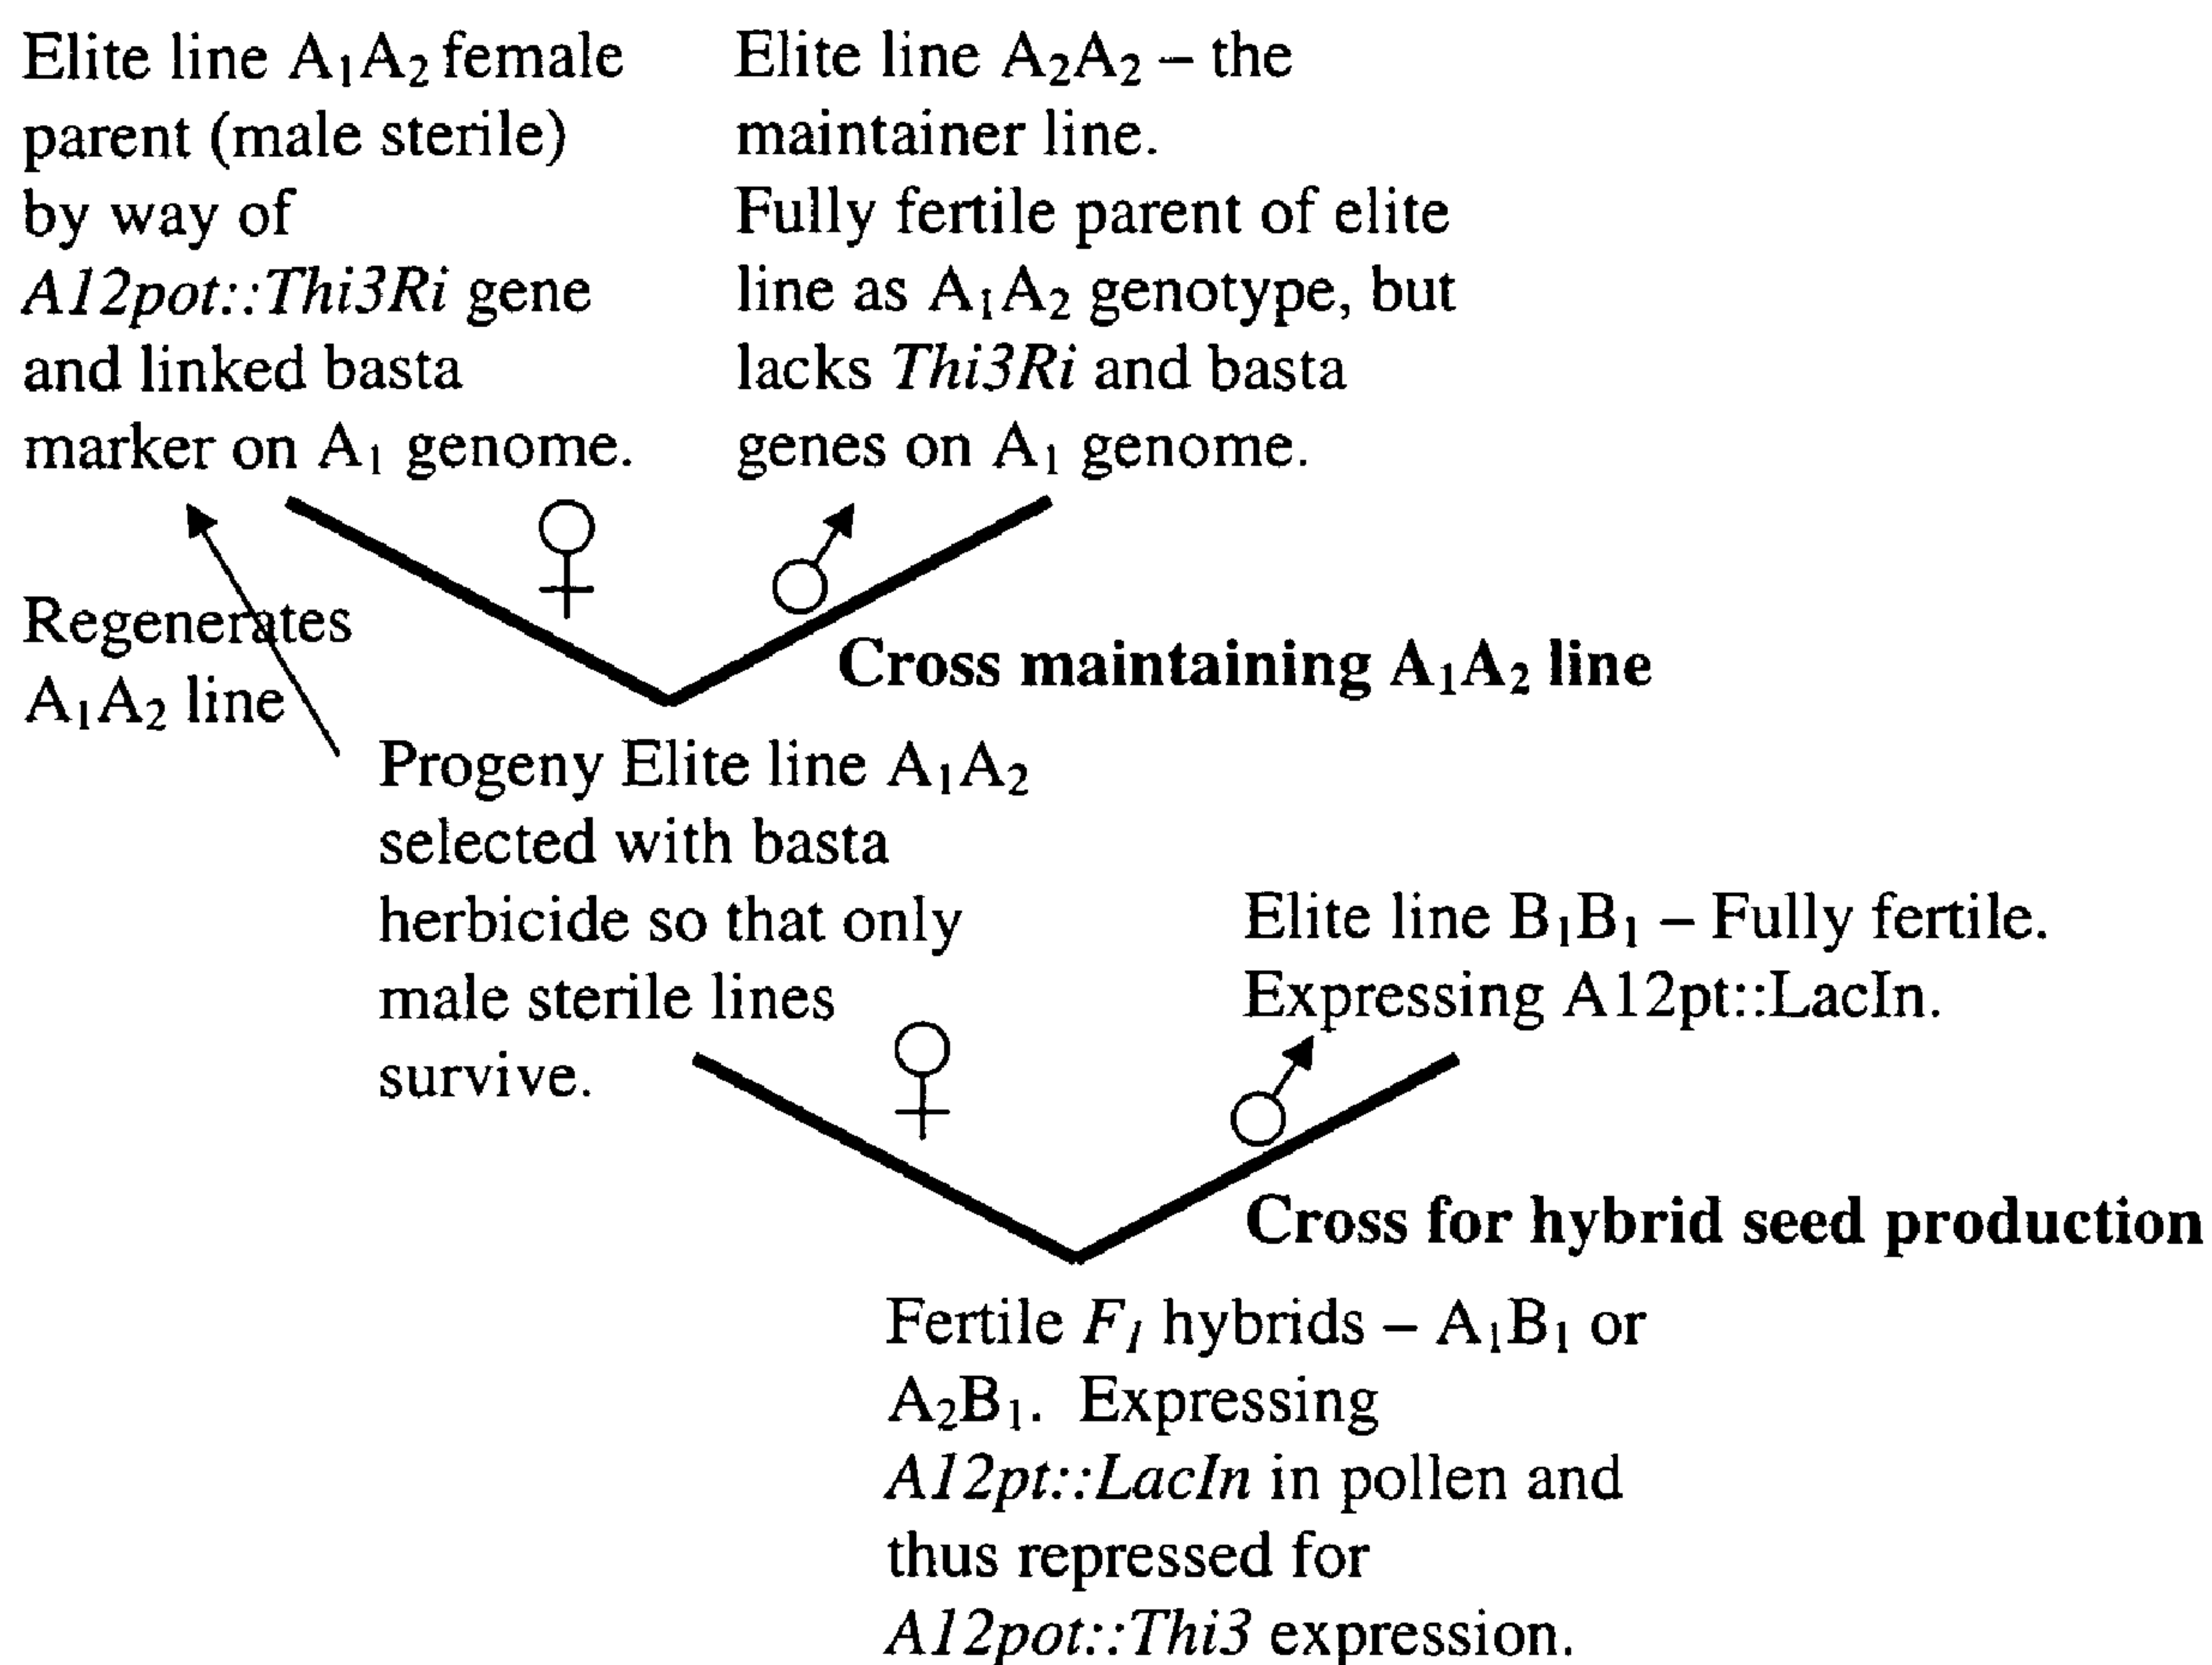 Elite line A₁A₂ female
parent (male sterile)
by way of
A12pot::Thi3Ri gene
and linked basta
marker on A₁ genome.
Elite line A₂A₂ – the
maintainer line.
Fully fertile parent of elite
line as A₁A₂ genotype, but
lacks Thi3Ri and basta
genes on A₁ genome.
Regenerates
A₁A₂ line
Cross maintaining A₁A₂ line
Progeny Elite line A₁A₂
selected with basta
herbicide so that only
male sterile lines
survive.
Elite line B₁B₁ – Fully fertile.
Expressing A12pt::LacIn.
Cross for hybrid seed production
Fertile F₁ hybrids – A₁B₁ or
A₂B₁. Expressing
A12pt::LacIn in pollen and
thus repressed for
A12pot::Thi3 expression.